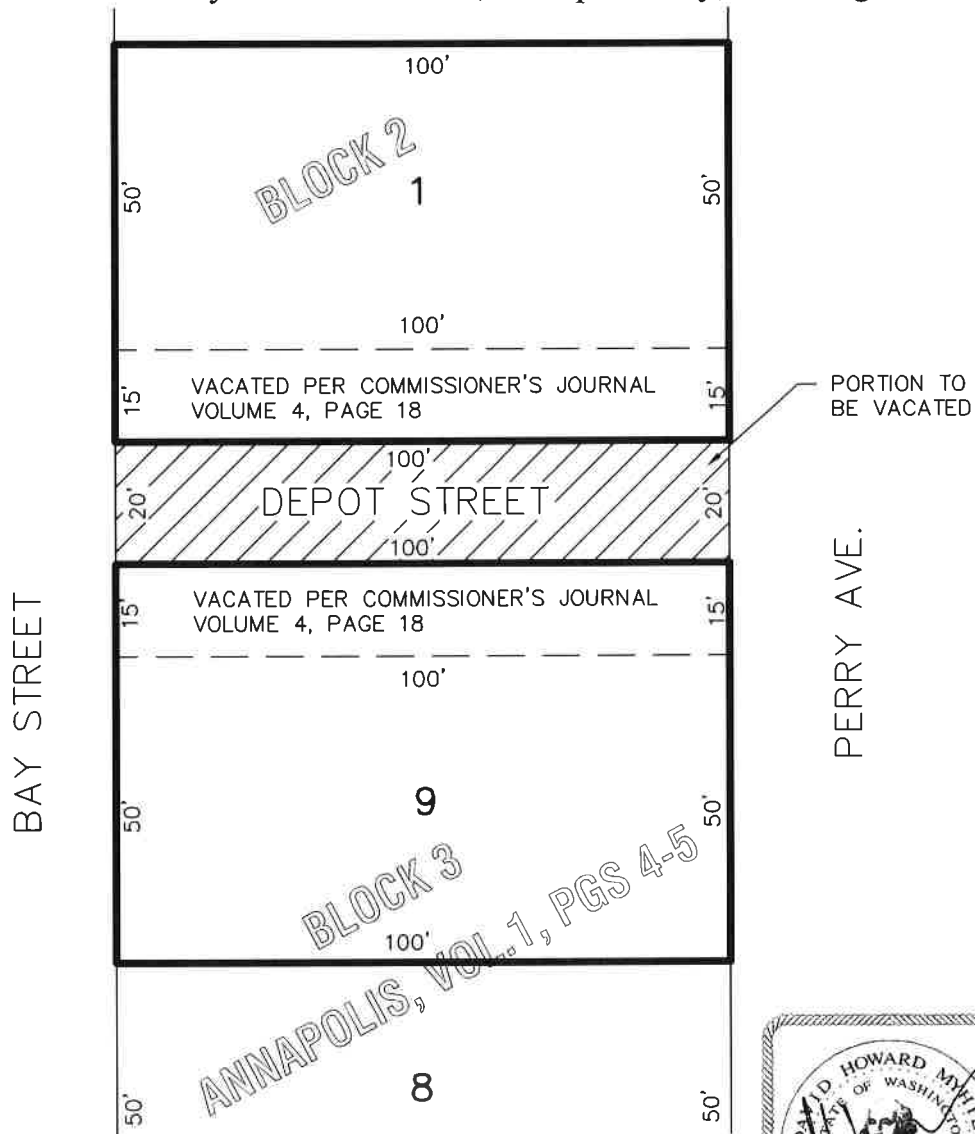 100'
BLOCK 2
1
50'
50'
100'
VACATED PER COMMISSIONER'S JOURNAL
VOLUME 4, PAGE 18
15'
15'
PORTION TO
BE VACATED
100'
DEPOT STREET
20'
20'
100'
VACATED PER COMMISSIONER'S JOURNAL
VOLUME 4, PAGE 18
15'
15'
100'
BAY STREET
PERRY AVE.
9
50'
50'
BLOCK 3
100'
ANNAPOLIS, VOL.1, PGS 4-5
8
50'
50'
HOWARD
OF WASHINGTON